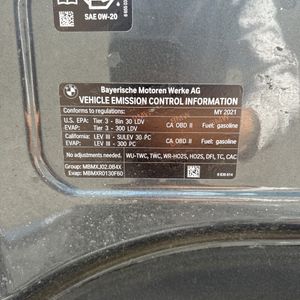 SAE 0W-20
BMW
Bayerische Motoren Werke AG
VEHICLE EMISSION CONTROL INFORMATION
Conforms to regulations: MY 2021
U.S. EPA: Tier 3 - Bin 30 LDV CA OBD II Fuel: gasoline
EVAP: Tier 3 - 300 LDV
California: LEV III - SULEV 30 PC CA OBD II Fuel: gasoline
EVAP: LEV III - 300 PC
No adjustments needed. WU-TWC, TWC, WR-HO2S, HO2S, DFI, TC, CAC
Group: MBMXJ02.0B4X
Evap: MBMXR0130F60